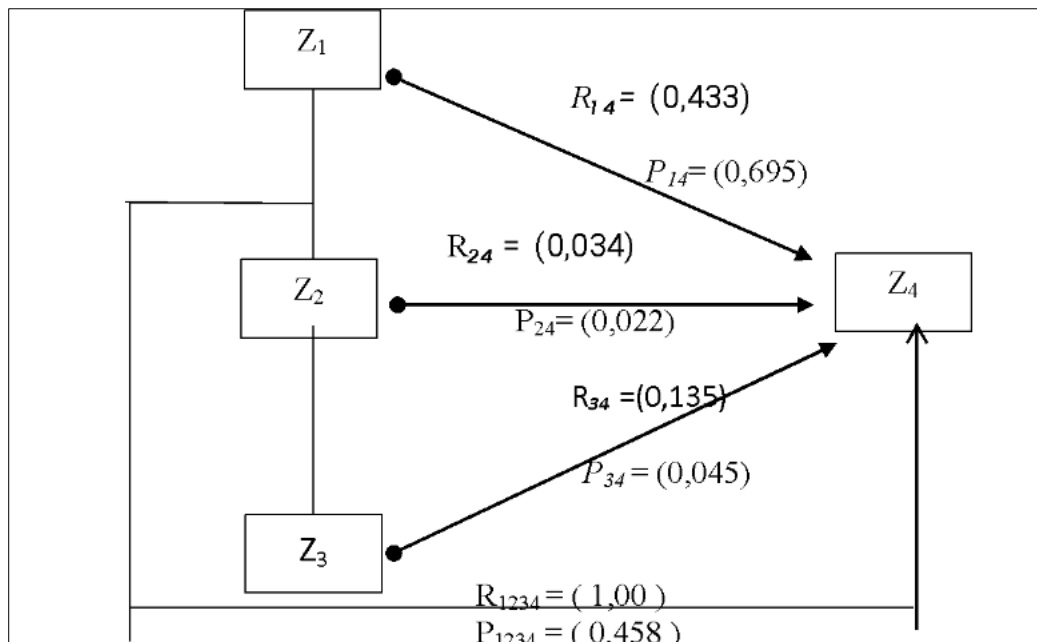 Z₁
R₁₄ = (0,433)
P₁₄= (0,695)
R₂₄ = (0,034)
Z₂
Z₄
P₂₄= (0,022)
R₃₄ =(0,135)
P₃₄ = (0,045)
Z₃
R₁₂₃₄ = ( 1,00 )
P₁₂₃₄ = ( 0,458 )